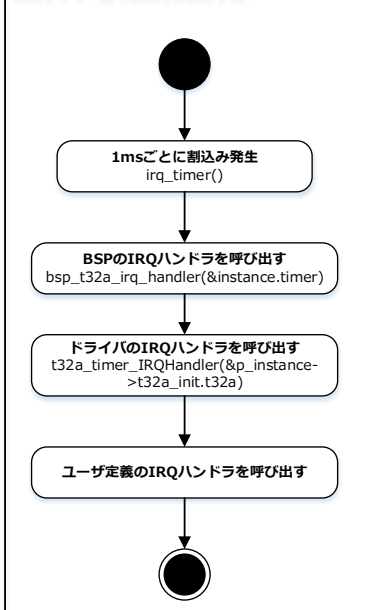 1msごとに割込み発生
irq_timer()
BSPのIRQハンドラを呼び出す
bsp_t32a_irq_handler(&instance.timer)
ドライバのIRQハンドラを呼び出す
t32a_timer_IRQHandler(&p_instance-
>t32a_init.t32a)
ユーザ定義のIRQハンドラを呼び出す